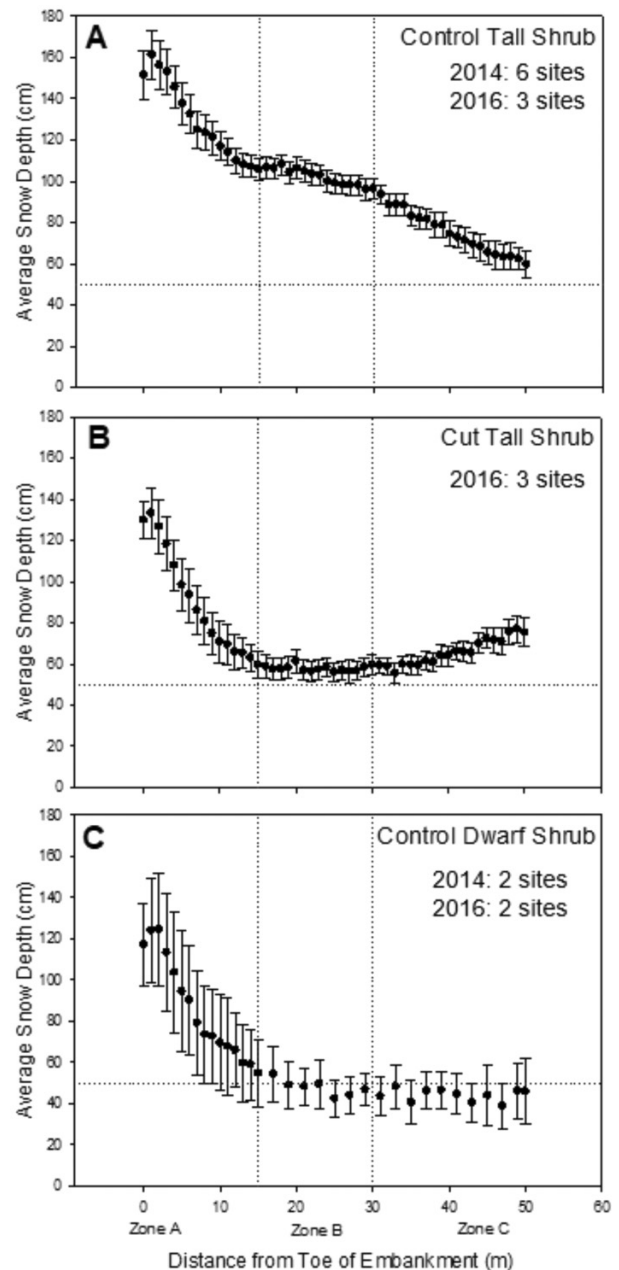 A
Control Tall Shrub
2014: 6 sites
2016: 3 sites
Average Snow Depth (cm)
180
160
140
120
100
80
60
40
20
0
B
Cut Tall Shrub
2016: 3 sites
Average Snow Depth (cm)
180
160
140
120
100
80
60
40
20
0
C
Control Dwarf Shrub
2014: 2 sites
2016: 2 sites
Average Snow Depth (cm)
180
160
140
120
100
80
60
40
20
0
0 10 20 30 40 50 60
Zone A Zone B Zone C
Distance from Toe of Embankment (m)